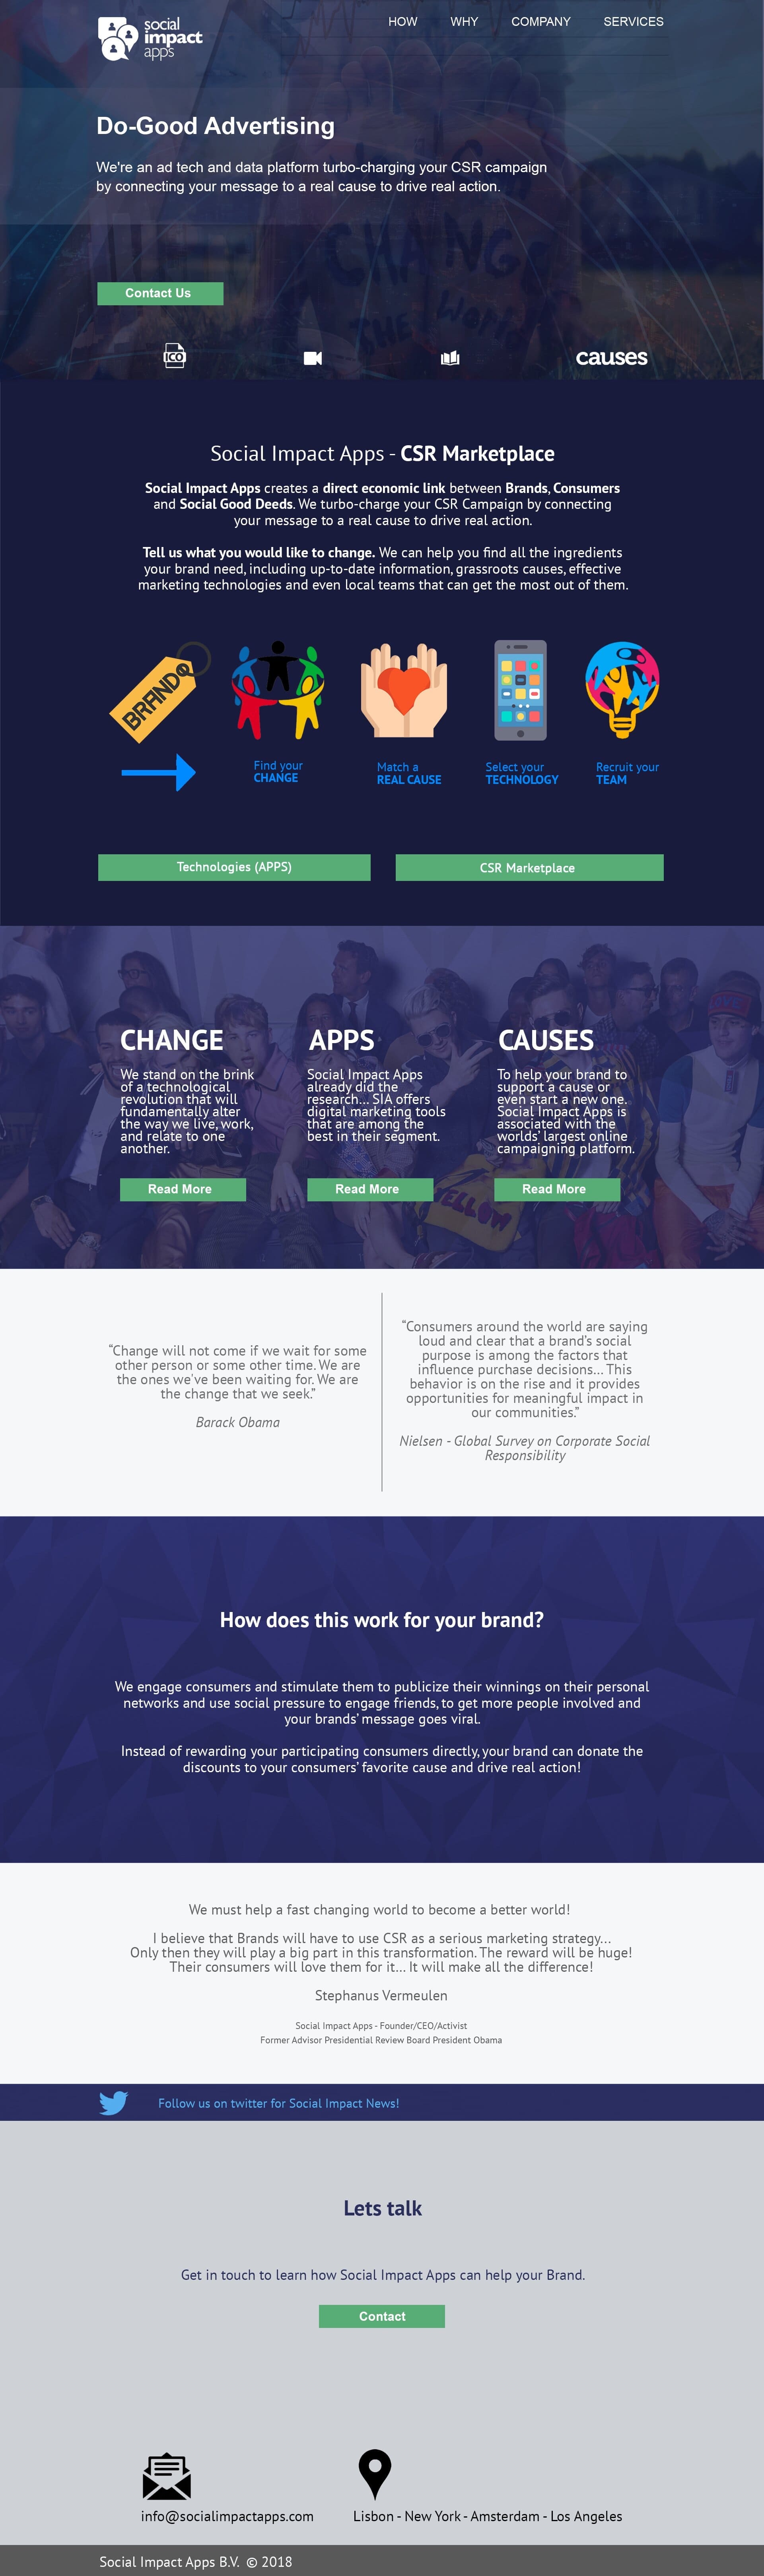 social
impact
apps
HOW WHY COMPANY SERVICES
Do-Good Advertising
We're an ad tech and data platform turbo-charging your CSR campaign
by connecting your message to a real cause to drive real action.
CHANGE
Contact Us
ICO
causes
Social Impact Apps - CSR Marketplace
Social Impact Apps creates a direct economic link between Brands, Consumers
and Social Good Deeds. We turbo-charge your CSR Campaign by connecting
your message to a real cause to drive real action.
Tell us what you would like to change. We can help you find all the ingredients
your brand need, including up-to-date information, grassroots causes, effective
marketing technologies and even local teams that can get the most out of them.
BRAND
Find your
CHANGE
Match a
REAL CAUSE
Select your
TECHNOLOGY
Recruit your
TEAM
Technologies (APPS)
CSR Marketplace
CHANGE
We stand on the brink
of a technological
revolution that will
fundamentally alter
the way we live, work,
and relate to one
another.
Read More
APPS
Social Impact Apps
already did the
research... SIA offers
digital marketing tools
that are among the
best in their segment.
Read More
CAUSES
To help your brand to
support a cause or
even start a new one.
Social Impact Apps is
associated with the
worlds’ largest online
campaigning platform.
Read More
YELLOW
“Change will not come if we wait for some
other person or some other time. We are
the ones we've been waiting for. We are
the change that we seek.”
Barack Obama
“Consumers around the world are saying
loud and clear that a brand’s social
purpose is among the factors that
influence purchase decisions... This
behavior is on the rise and it provides
opportunities for meaningful impact in
our communities.”
Nielsen - Global Survey on Corporate Social
Responsibility
How does this work for your brand?
We engage consumers and stimulate them to publicize their winnings on their personal
networks and use social pressure to engage friends, to get more people involved and
your brands’ message goes viral.
Instead of rewarding your participating consumers directly, your brand can donate the
discounts to your consumers’ favorite cause and drive real action!
We must help a fast changing world to become a better world!
I believe that Brands will have to use CSR as a serious marketing strategy...
Only then they will play a big part in this transformation. The reward will be huge!
Their consumers will love them for it... It will make all the difference!
Stephanus Vermeulen
Social Impact Apps - Founder/CEO/Activist
Former Advisor Presidential Review Board President Obama
Follow us on twitter for Social Impact News!
Lets talk
Get in touch to learn how Social Impact Apps can help your Brand.
Contact
info@socialimpactapps.com
Lisbon - New York - Amsterdam - Los Angeles
Social Impact Apps B.V. © 2018